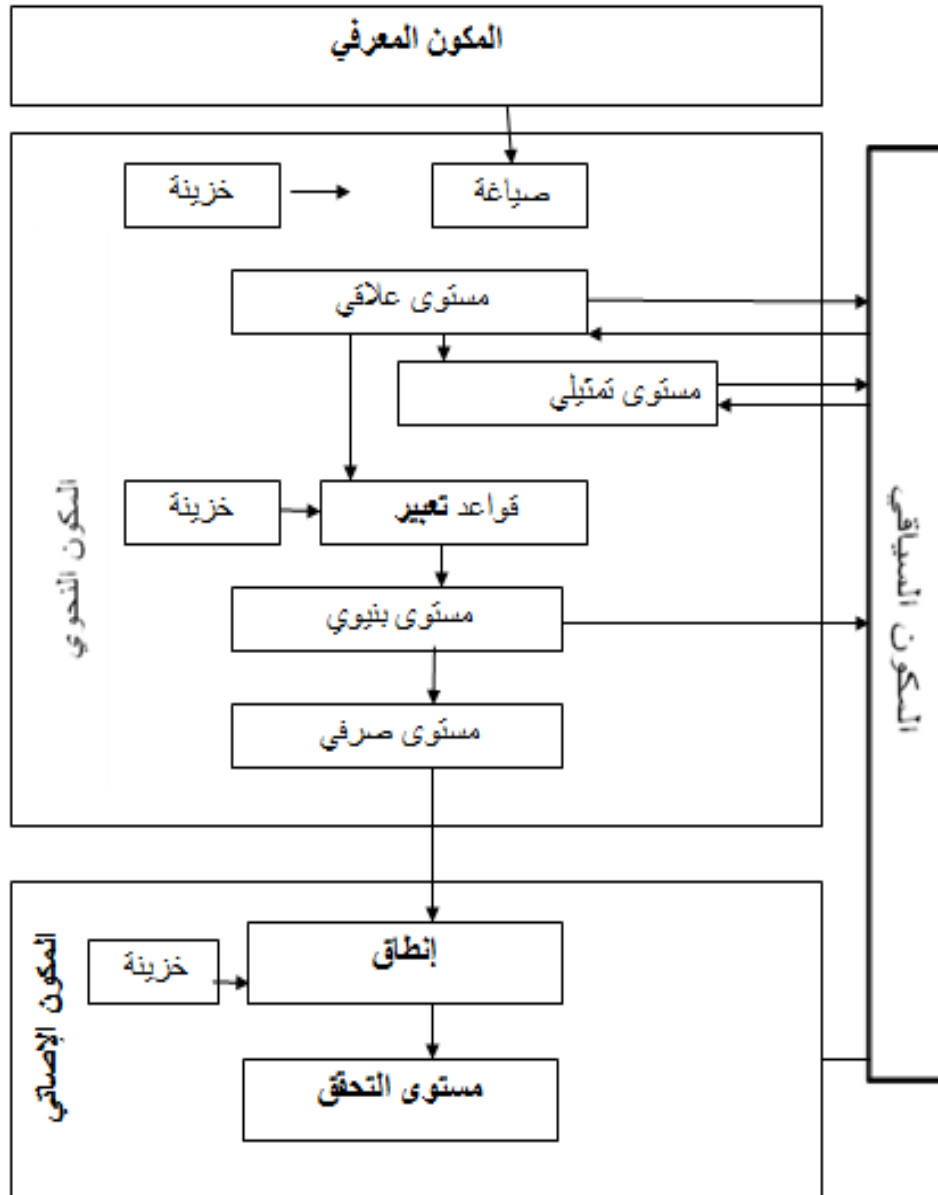 المكون المعرفي
صياغة
خزينة
مستوى علاقي
مستوى تمثيلي
قواعد تعبير
خزينة
مستوى بنيوي
مستوى صرفي
المكون النحوي
المكون السياقي
إنطاق
خزينة
مستوى التحقق
المكون الإصاتي